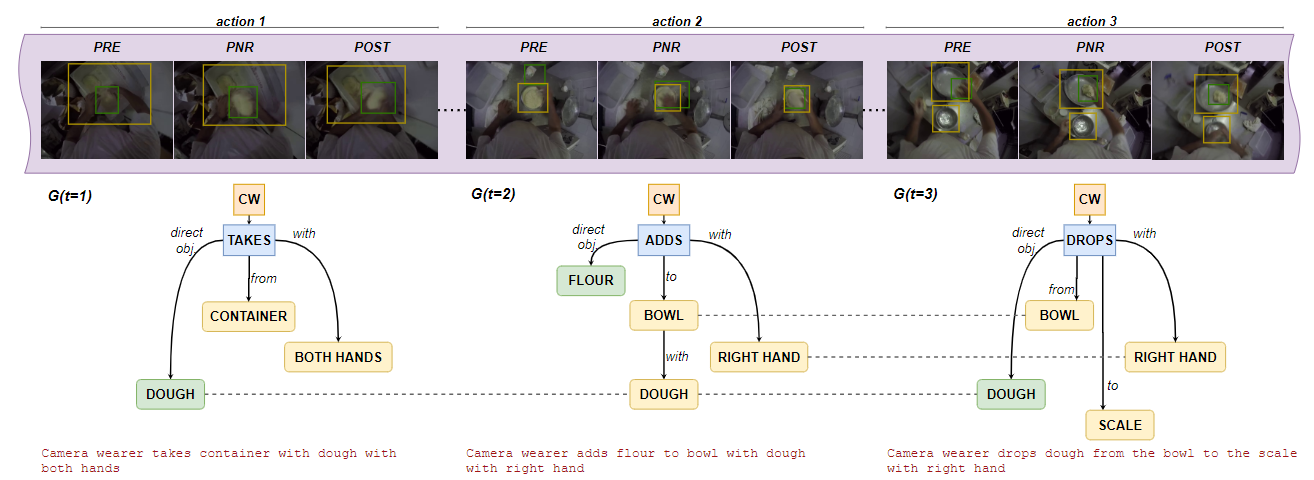 action 1
action 2
action 3
PRE
PNR
POST
PRE
PNR
POST
PRE
PNR
POST
G(t=1)
CW
TAKES
direct
obj.
with
from
CONTAINER
BOTH HANDS
DOUGH
Camera wearer takes container with dough with
both hands
G(t=2)
CW
ADDS
direct
obj.
with
FLOUR
to
BOWL
RIGHT HAND
with
DOUGH
Camera wearer adds flour to bowl with dough
with right hand
G(t=3)
CW
DROPS
direct
obj.
with
from
BOWL
RIGHT HAND
to
DOUGH
SCALE
Camera wearer drops dough from the bowl to the scale
with right hand